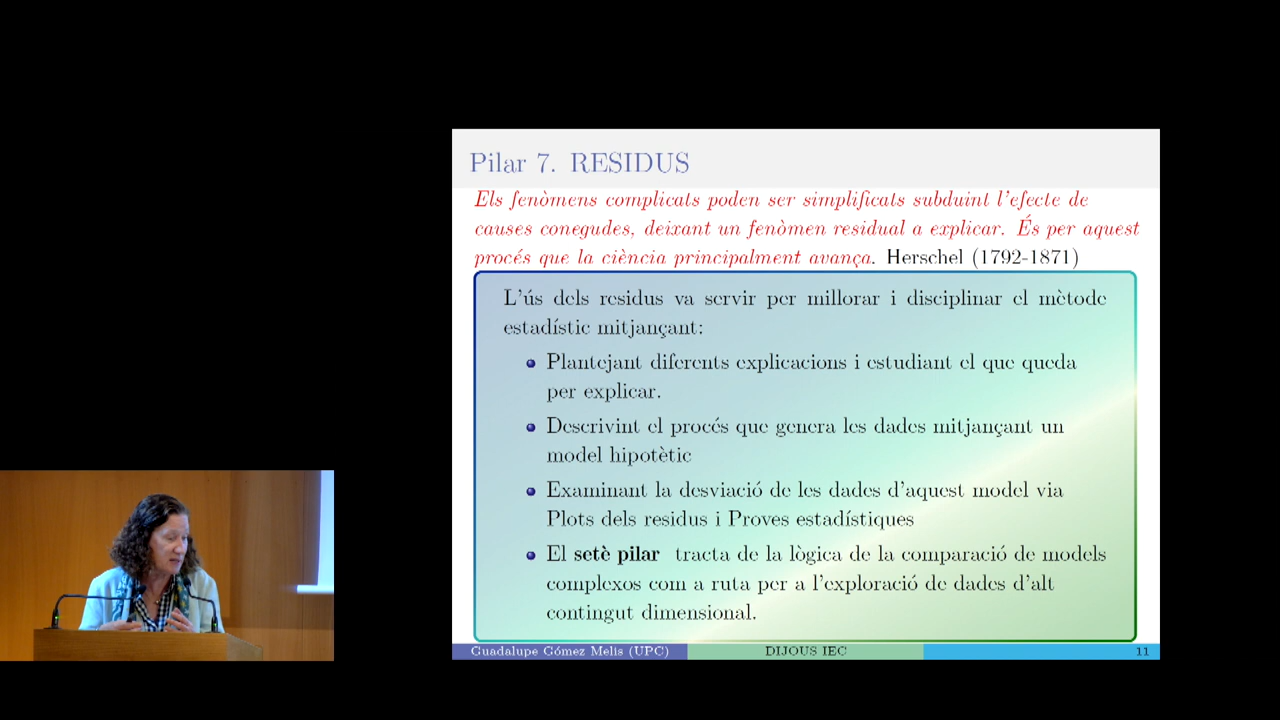 Pilar 7. RESIDUS
Els fenòmens complicats poden ser simplificats subduint l'efecte de
causes conegudes, deixant un fenòmen residual a explicar. És per aquest
procés que la ciència principalment avança. Herschel (1792-1871)
L'ús dels residus va servir per millorar i disciplinar el mètode
estadístic mitjançant:
Plantejant diferents explicacions i estudiant el que queda
per explicar.
Descrivint el procés que genera les dades mitjançant un
model hipotètic
Examinant la desviació de les dades d'aquest model via
Plots dels residus i Proves estadístiques
El setè pilar tracta de la lògica de la comparació de models
complexos com a ruta per a l'exploració de dades d'alt
contingut dimensional.
Guadalupe Gómez Melis (UPC) DIJOUS IEC 11